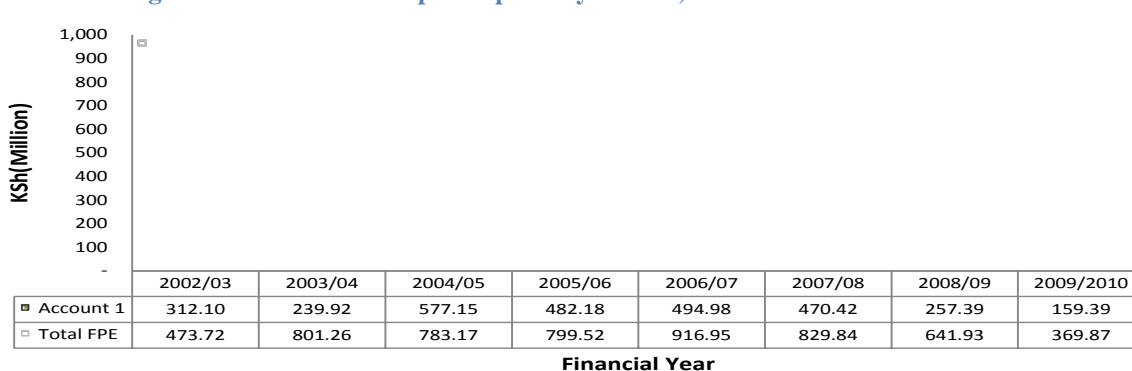 1,000
900
800
700
600
500
400
300
200
100
-
KSh(Million)
2002/03 2003/04 2004/05 2005/06 2006/07 2007/08 2008/09 2009/2010
Account 1 312.10 239.92 577.15 482.18 494.98 470.42 257.39 159.39
Total FPE 473.72 801.26 783.17 799.52 916.95 829.84 641.93 369.87
Financial Year